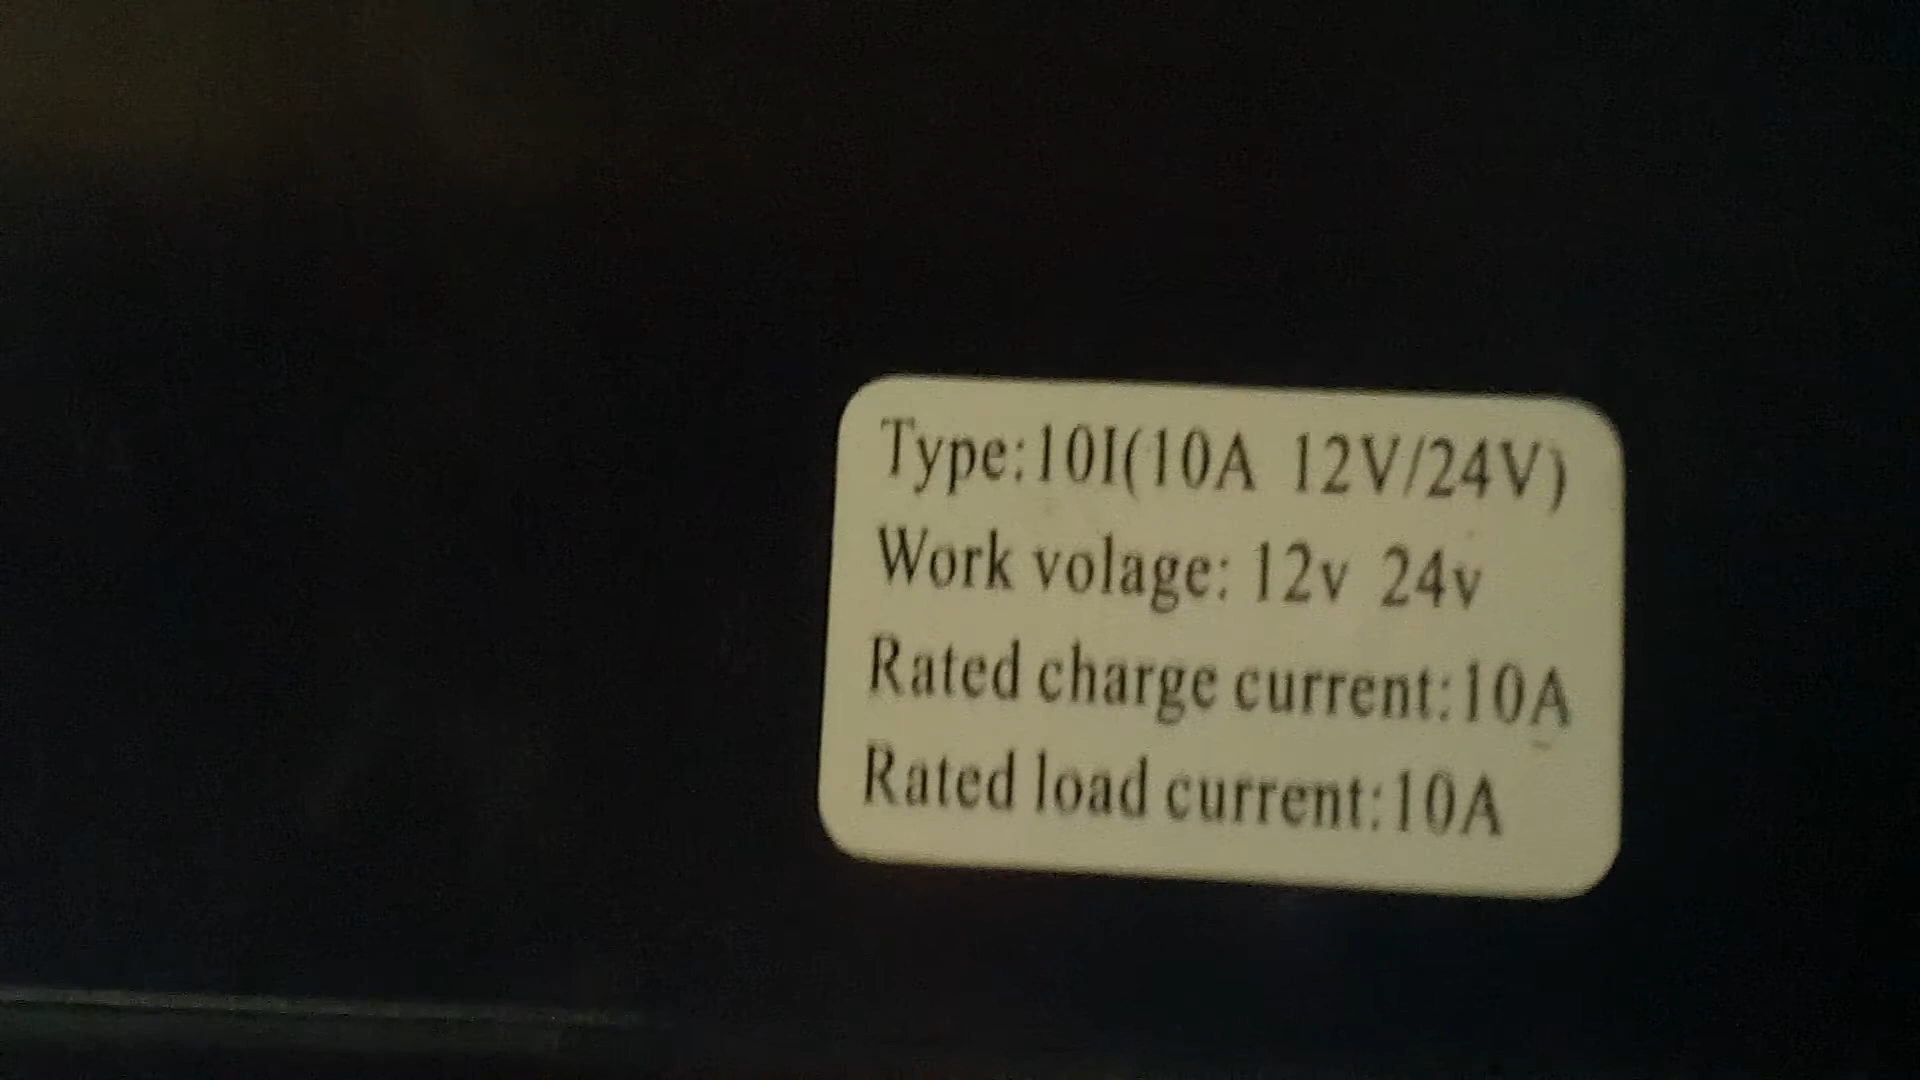 Type:10I(10A 12V/24V)
Work volage: 12v 24v
Rated charge current:10A
Rated load current:10A